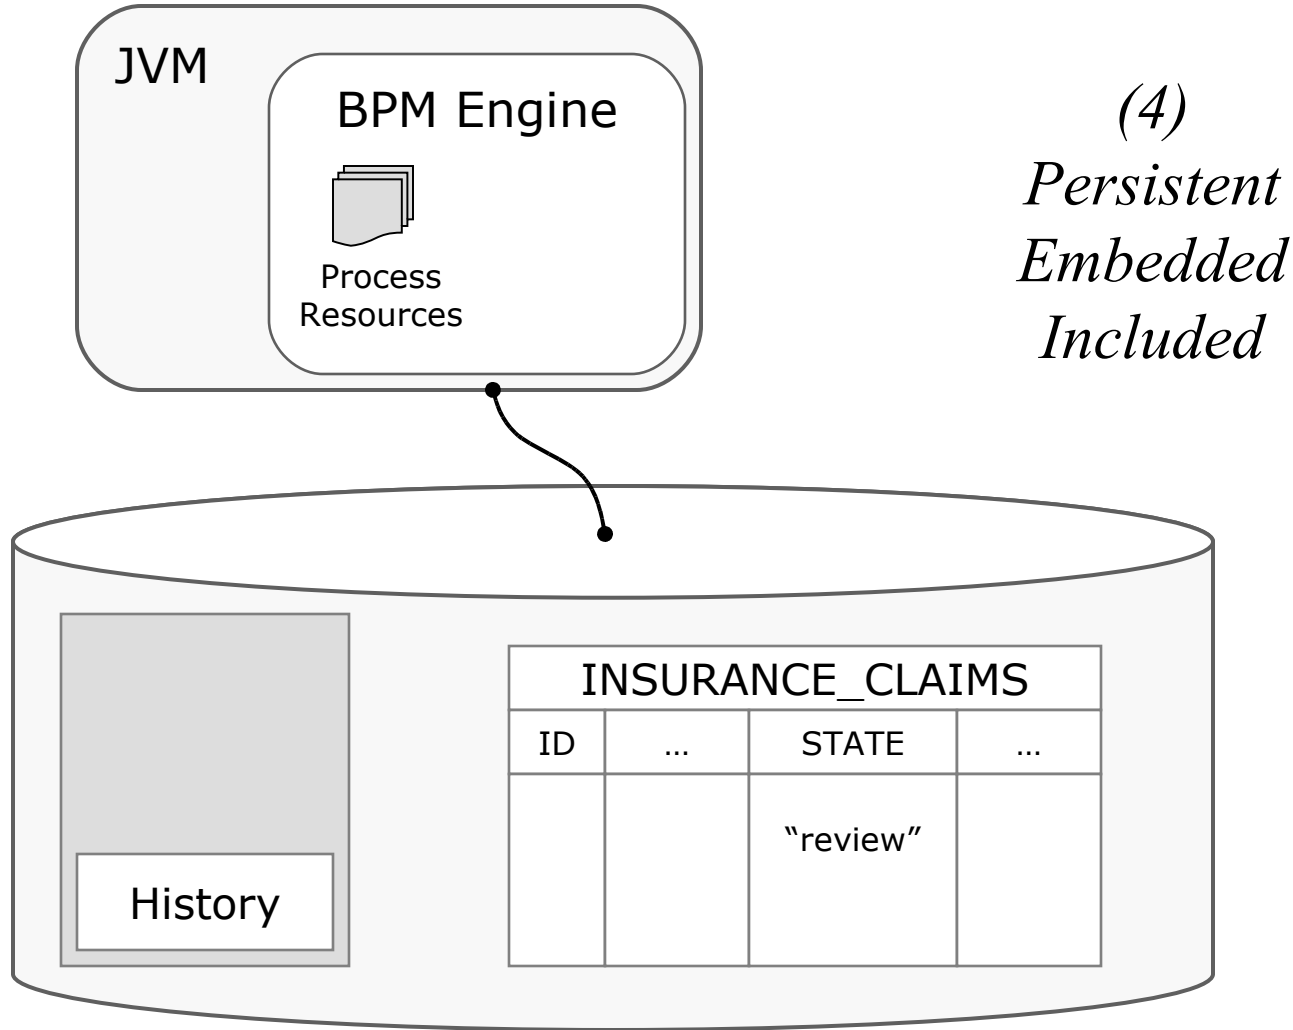 JVM
BPM Engine
Process
Resources
(4)
Persistent
Embedded
Included
History
INSURANCE_CLAIMS
ID ... STATE ...
“review”